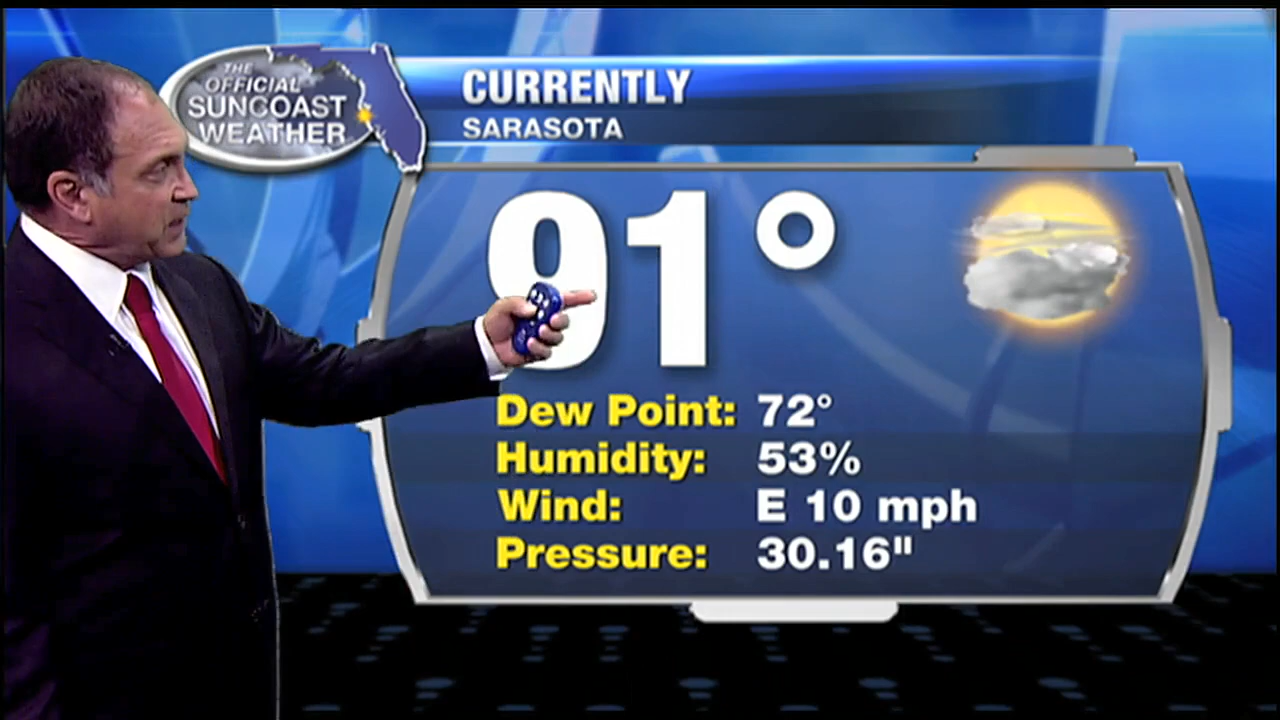 THE
OFFICIAL
SUNCOAST
WEATHER
CURRENTLY
SARASOTA
91°
Dew Point: 72°
Humidity: 53%
Wind: E 10 mph
Pressure: 30.16"